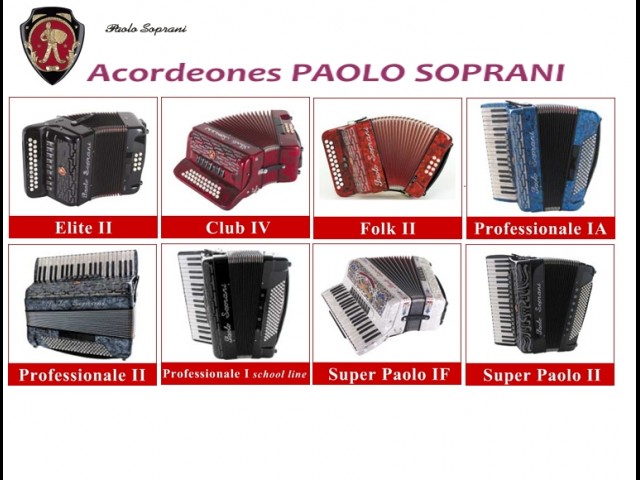 Paolo Soprani
Acordeones PAOLO SOPRANI
Elite II
Club IV
Folk II
Professionale IA
Professionale II
Professionale I school line
Super Paolo IF
Super Paolo II